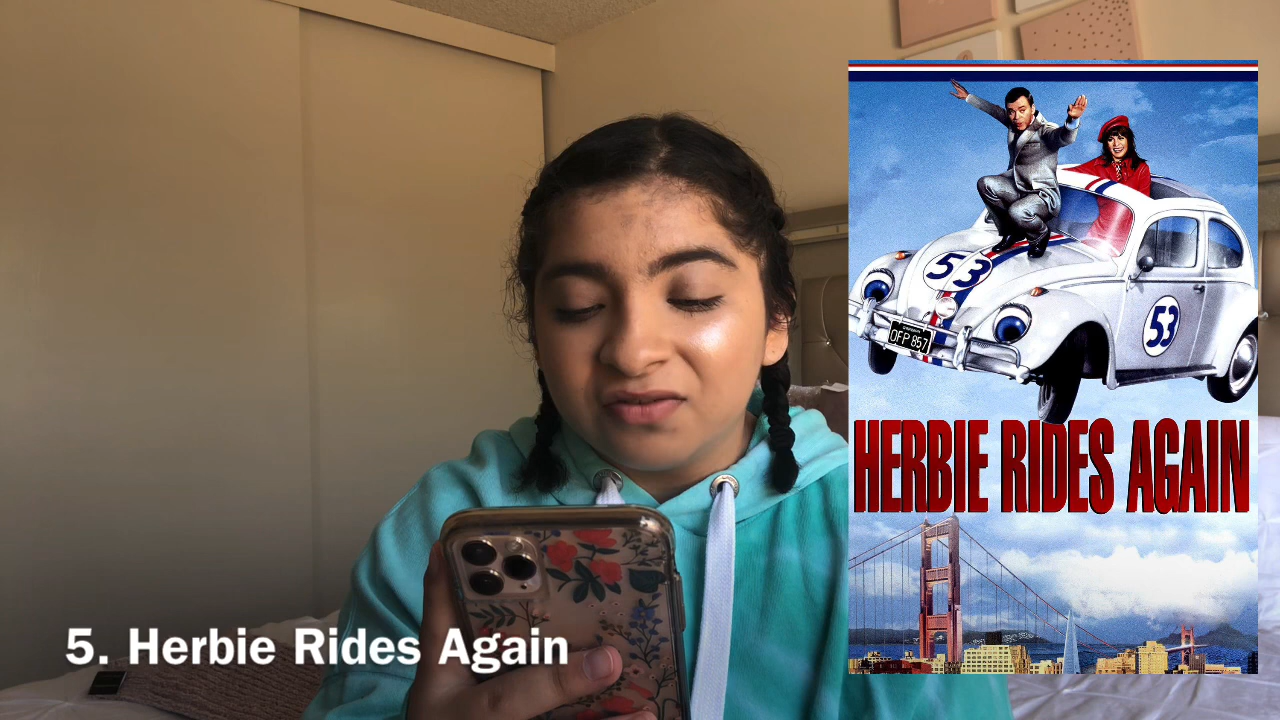 53
53
OFP 857
HERBIE RIDES AGAIN
5. Herbie Rides Again